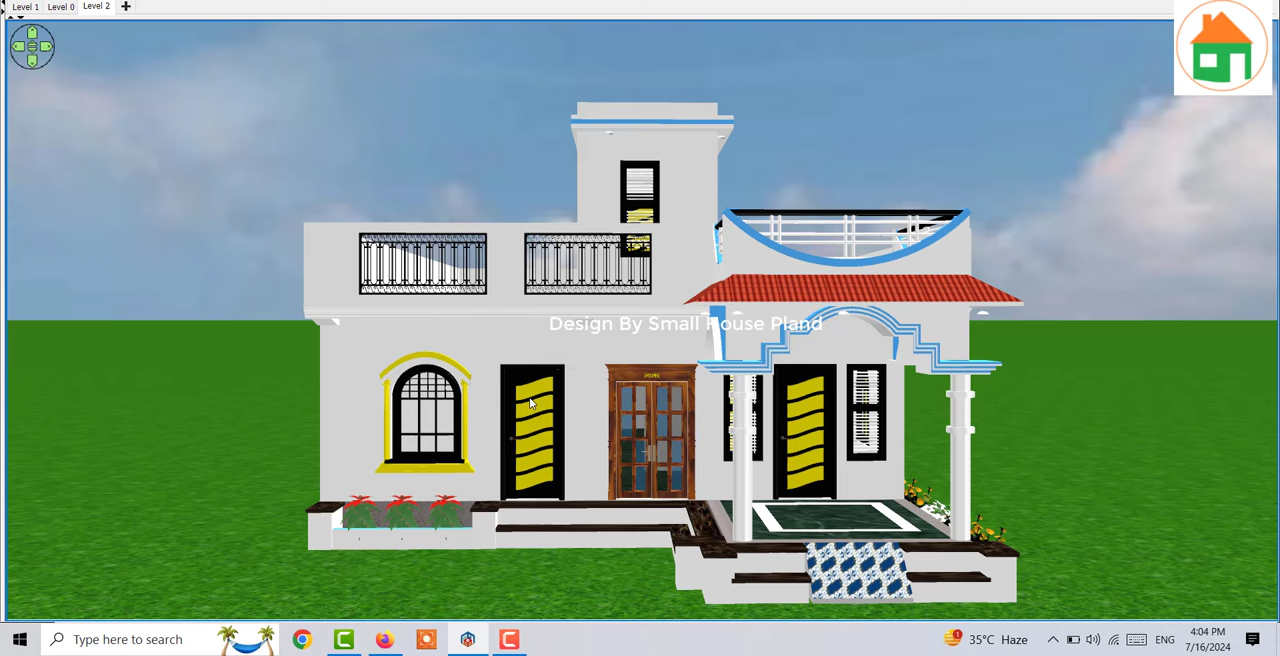 Level 1 Level 0 Level 2
Design By Small House Pland
Type here to search
35°C Haze
ENG
4:04 PM
7/16/2024